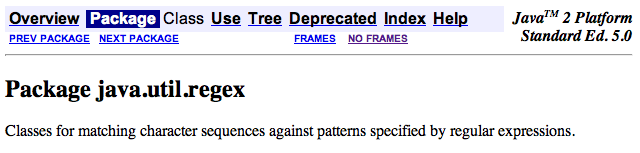 Overview Package Class Use Tree Deprecated Index Help
Java™ 2 Platform
Standard Ed. 5.0
PREV PACKAGE NEXT PACKAGE
FRAMES NO FRAMES
Package java.util.regex
Classes for matching character sequences against patterns specified by regular expressions.